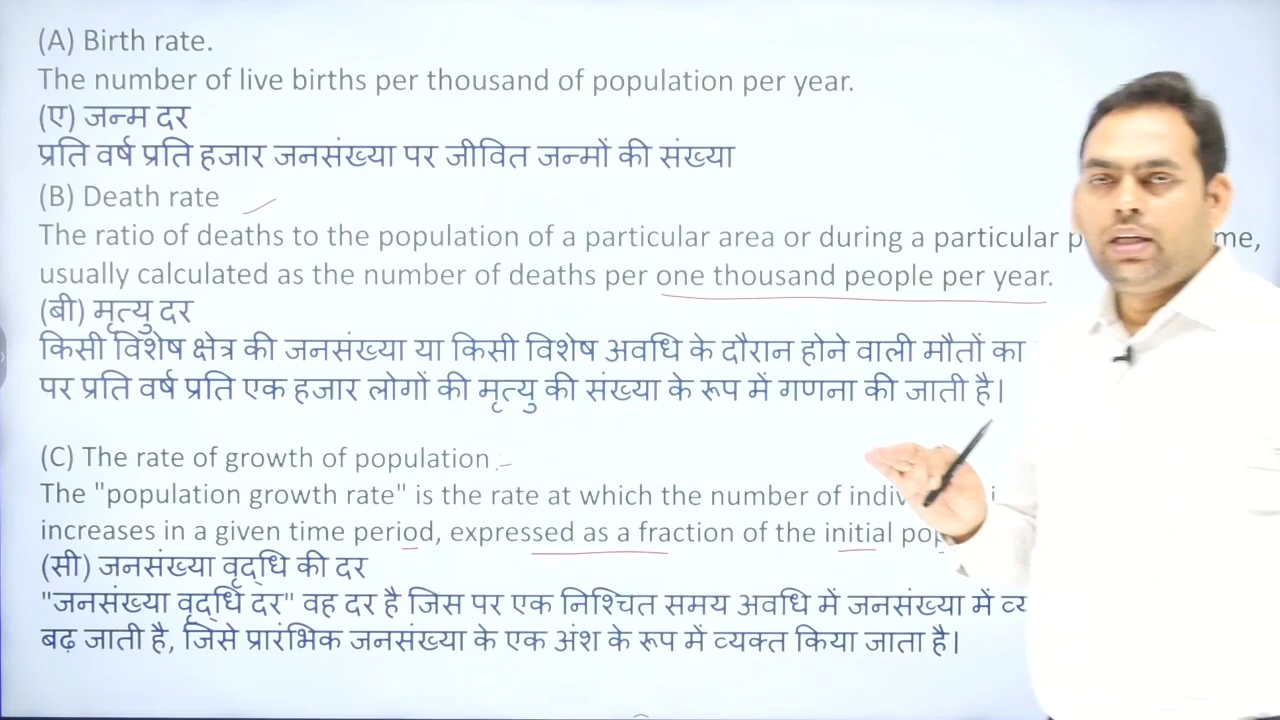 (A) Birth rate.
The number of live births per thousand of population per year.
(ए) जन्म दर
प्रति वर्ष प्रति हजार जनसंख्या पर जीवित जन्मों की संख्या
(B) Death rate
The ratio of deaths to the population of a particular area or during a particular
usually calculated as the number of deaths per one thousand people per year.
(बी) मृत्यु दर
किसी विशेष क्षेत्र की जनसंख्या या किसी विशेष अवधि के दौरान होने वाली मौतों का
पर प्रति वर्ष प्रति एक हजार लोगों की मृत्यु की संख्या के रूप में गणना की जाती है।
(C) The rate of growth of population :-
The "population growth rate" is the rate at which the number of
increases in a given time period, expressed as a fraction of the initial
(सी) जनसंख्या वृद्धि की दर
"जनसंख्या वृद्धि दर" वह दर है जिस पर एक निश्चित समय अवधि में जनसंख्या में
बढ़ जाती है, जिसे प्रारंभिक जनसंख्या के एक अंश के रूप में व्यक्त किया जाता है।